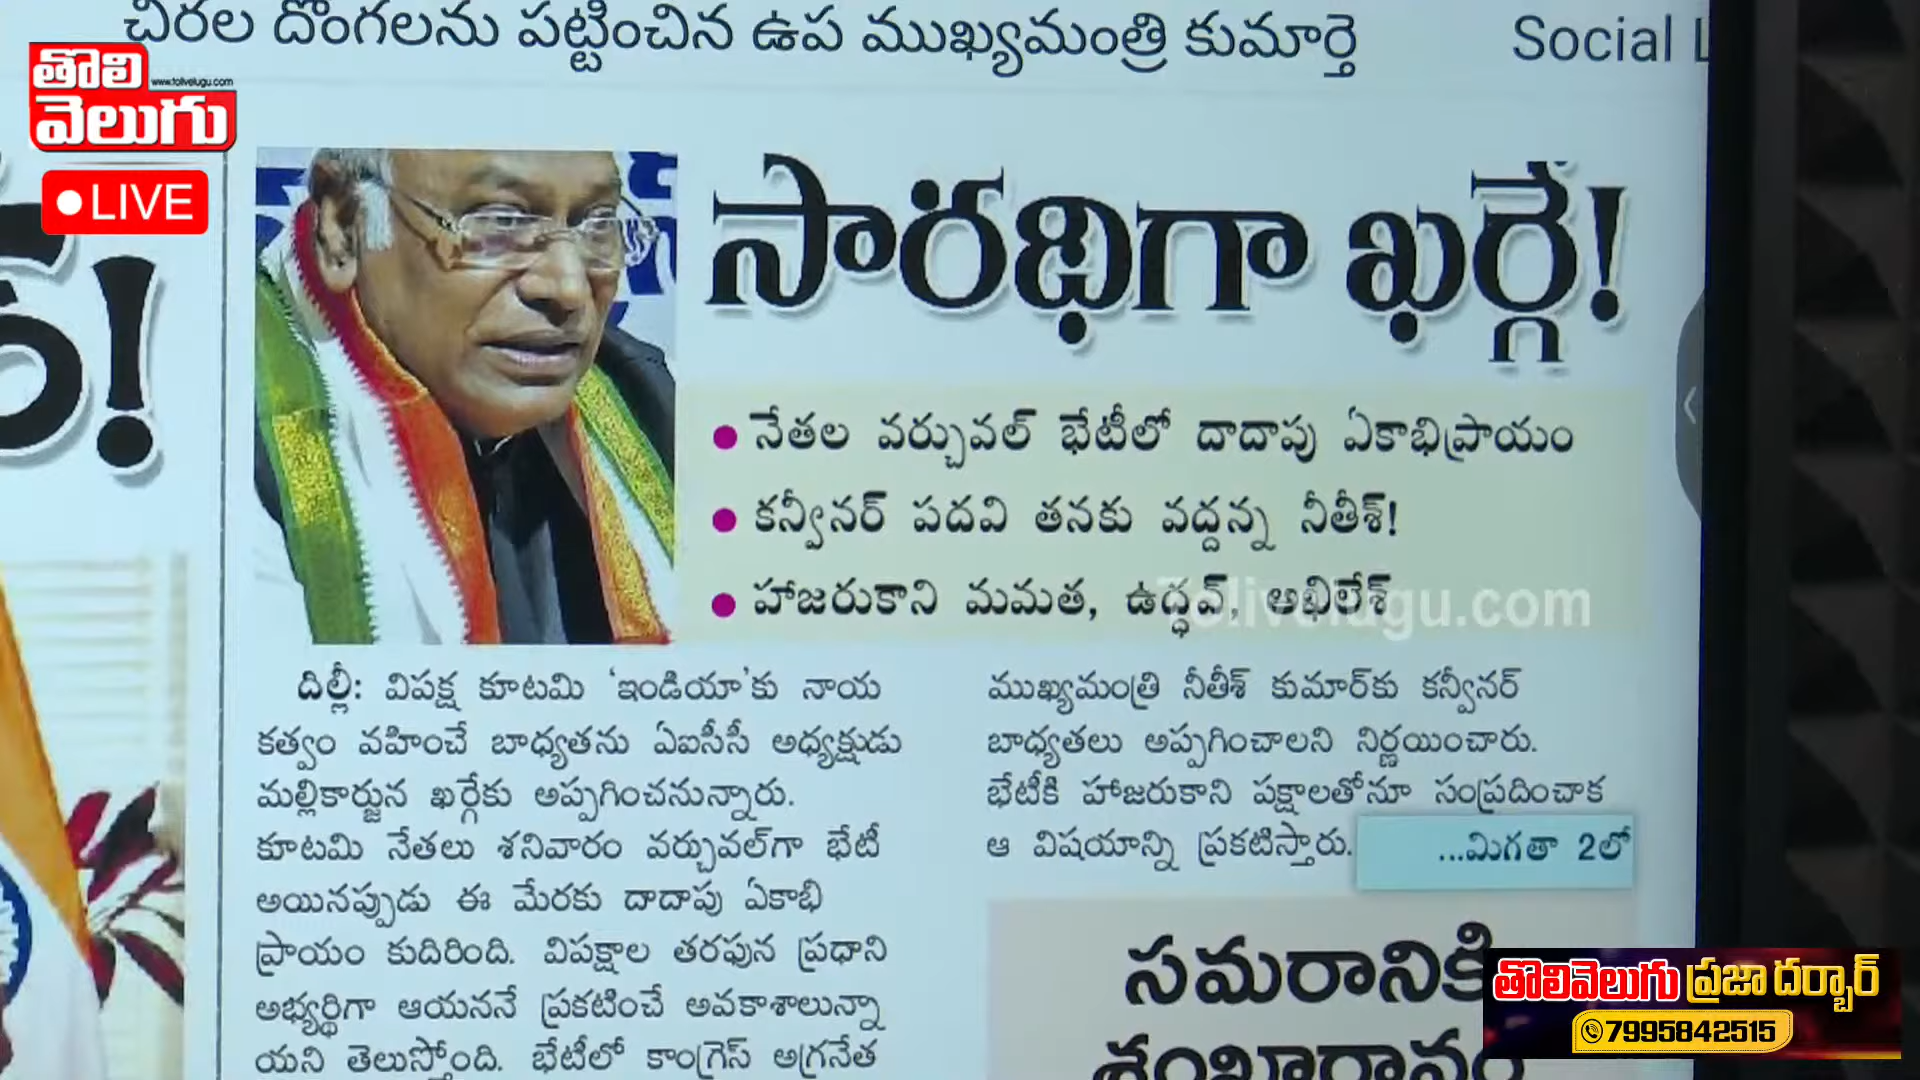 చీరల దొంగలను పట్టించిన ఉప ముఖ్యమంత్రి కుమార్తె
Social
తొలి
www.tolivelugu.com
వెలుగు
LIVE
సారథిగా ఖర్గే!
నేతల వర్చువల్ భేటీలో దాదాపు ఏకాభిప్రాయం
కన్వీనర్ పదవి తనకు వద్దన్న నీతీశ్!
హాజరుకాని మమత, ఉద్ధవ్, అఖిలేశ్
Tolivelugu.com
దిల్లీ: విపక్ష కూటమి ‘ఇండియా’కు నాయ
కత్వం వహించే బాధ్యతను ఏఐసీసీ అధ్యక్షుడు
మల్లికార్జున ఖర్గేకు అప్పగించనున్నారు.
కూటమి నేతలు శనివారం వర్చువల్‌గా భేటీ
అయినప్పుడు ఈ మేరకు దాదాపు ఏకాభి
ప్రాయం కుదిరింది. విపక్షాల తరఫున ప్రధాని
అభ్యర్థిగా ఆయననే ప్రకటించే అవకాశాలున్నా
యని తెలుస్తోంది. భేటీలో కాంగ్రెస్ అగ్రనేత
ముఖ్యమంత్రి నీతీశ్ కుమార్‌కు కన్వీనర్
బాధ్యతలు అప్పగించాలని నిర్ణయించారు.
భేటీకి హాజరుకాని పక్షాలతోనూ సంప్రదించాక
ఆ విషయాన్ని ప్రకటిస్తారు.
...మిగతా 2లో
సమరానికి
శంఖారావం
తొలివెలుగు ప్రజా దర్బార్
7995842515